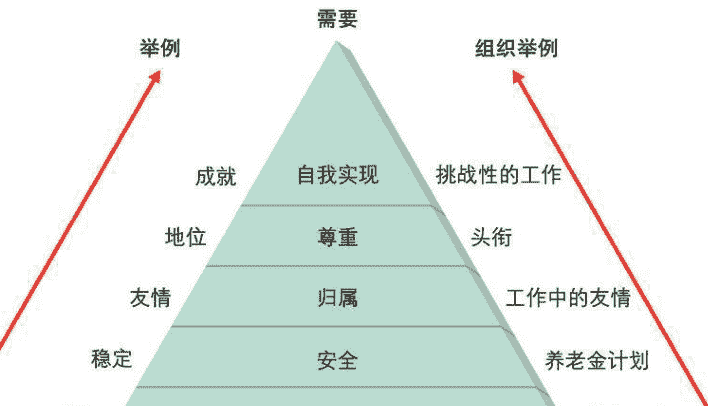 需要
举例
组织举例
成就 自我实现 挑战性的工作
地位 尊重 头衔
友情 归属 工作中的友情
稳定 安全 养老金计划